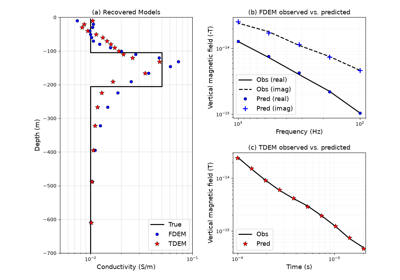 (a) Recovered Models
0
−100
−200
−300
−400
−500
−600
−700
Depth (m)
10⁻²
10⁻¹
Conductivity (S/m)
True
FDEM
TDEM
(b) FDEM observed vs. predicted
Vertical magnetic field (-T)
10⁻¹⁴
10⁻¹⁵
Obs (real)
Obs (imag)
Pred (real)
Pred (imag)
Frequency (Hz)
(c) TDEM observed vs. predicted
Vertical magnetic field (T)
10⁻¹⁴
10⁻¹⁵
Obs
Pred
Time (s)